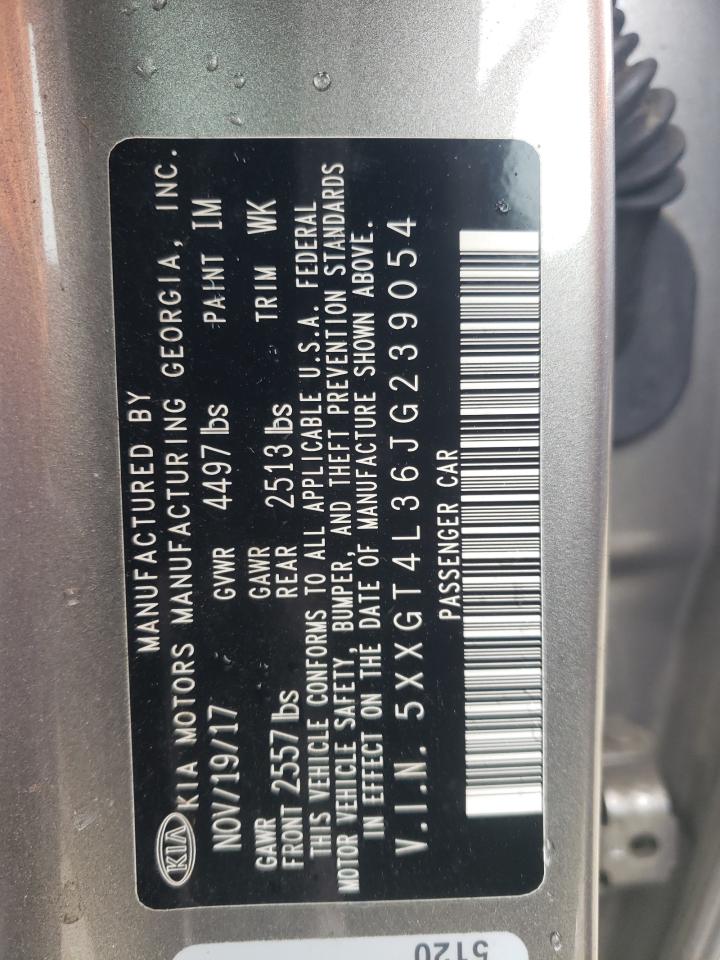 MANUFACTURED BY
KIA KIA MOTORS MANUFACTURING GEORGIA, INC.
NOV/19/17 GVWR 4497 lbs PAINT IM
GAWR FRONT 2557 lbs GAWR REAR 2513 lbs TRIM WK
THIS VEHICLE CONFORMS TO ALL APPLICABLE U.S.A. FEDERAL
MOTOR VEHICLE SAFETY, BUMPER, AND THEFT PREVENTION STANDARDS
IN EFFECT ON THE DATE OF MANUFACTURE SHOWN ABOVE.
V.I.N. 5XXGT4L36JG239054
PASSENGER CAR
5120